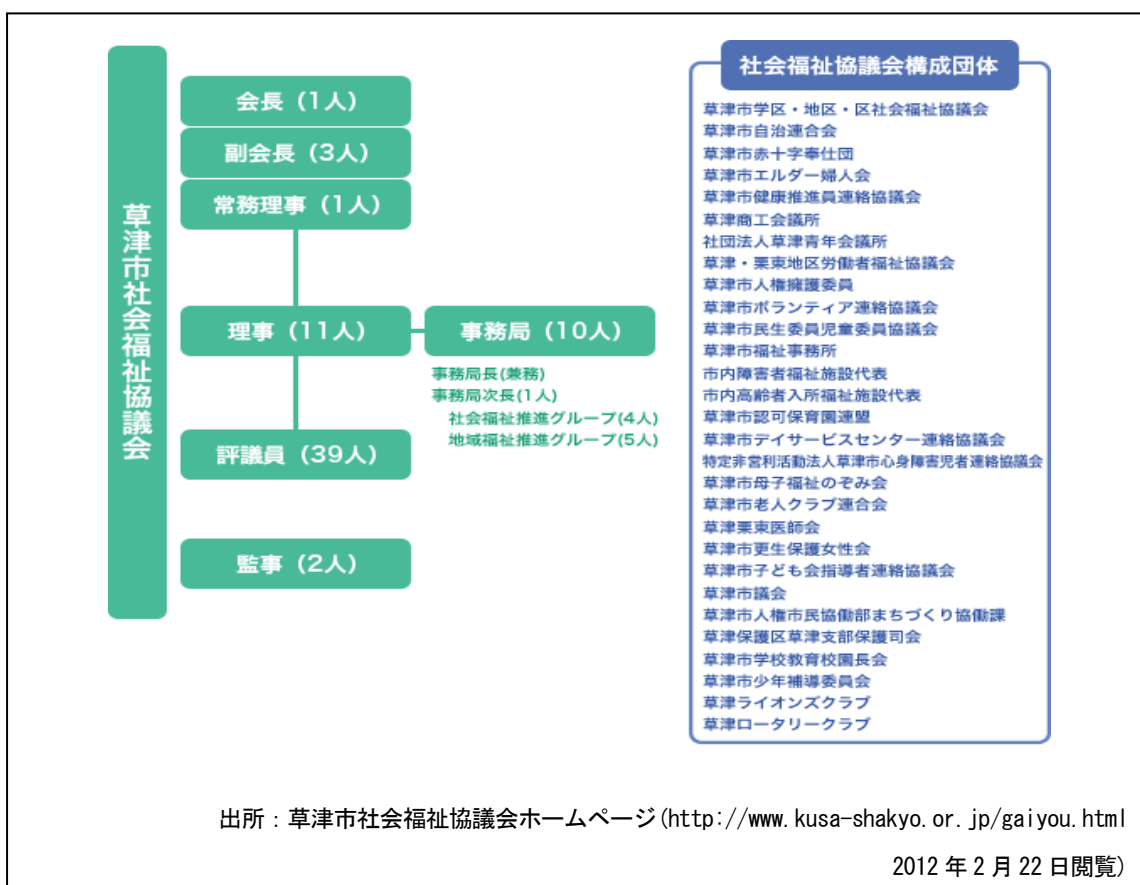 草津市社会福祉協議会
会長（1人）
副会長（3人）
常務理事（1人）
理事（11人）
事務局（10人）
事務局長(兼務)
事務局次長(1人)
社会福祉推進グループ(4人)
地域福祉推進グループ(5人)
評議員（39人）
監事（2人）
社会福祉協議会構成団体
草津市学区・地区・区社会福祉協議会
草津市自治連合会
草津市赤十字奉仕団
草津市エルダー婦人会
草津市健康推進員連絡協議会
草津商工会議所
社団法人草津青年会議所
草津・栗東地区労働者福祉協議会
草津市人権擁護委員
草津市ボランティア連絡協議会
草津市民生委員児童委員協議会
草津市福祉事務所
市内障害者福祉施設代表
市内高齢者入所福祉施設代表
草津市認可保育園連盟
草津市デイサービスセンター連絡協議会
特定非営利活動法人草津市心身障害児者連絡協議会
草津市母子福祉のぞみ会
草津市老人クラブ連合会
草津栗東医師会
草津市更生保護女性会
草津市子ども会指導者連絡協議会
草津市議会
草津市人権市民協働部まちづくり協働課
草津保護区草津支部保護司会
草津市学校教育校園長会
草津市少年補導委員会
草津ライオンズクラブ
草津ロータリークラブ
出所：草津市社会福祉協議会ホームページ(http://www.kusa-shakyo.or.jp/gaiyou.html
2012年2月22日閲覧)